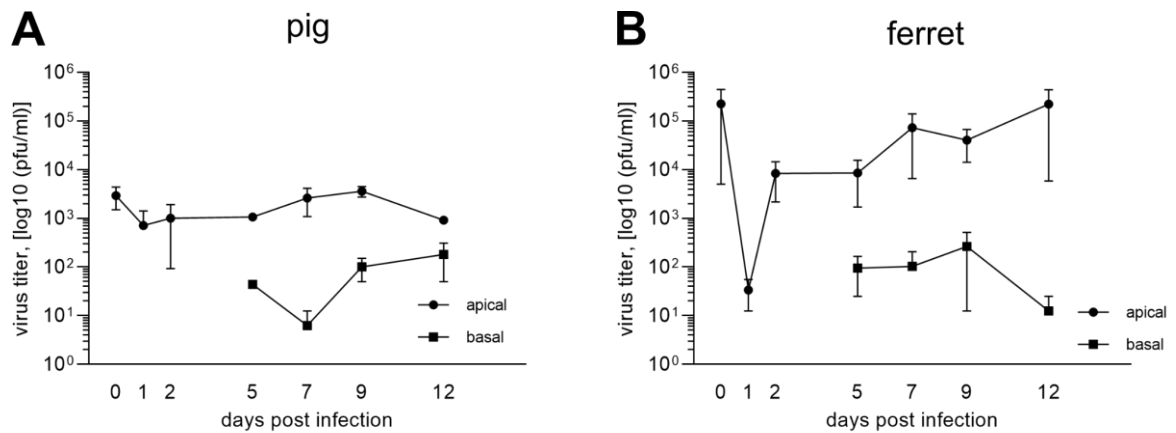 A
pig
virus titer, [log10 (pfu/ml)]
10⁶
10⁵
10⁴
10³
10²
10¹
10⁰
apical
basal
0 1 2 5 7 9 12
days post infection
B
ferret
virus titer, [log10 (pfu/ml)]
10⁶
10⁵
10⁴
10³
10²
10¹
10⁰
apical
basal
0 1 2 5 7 9 12
days post infection